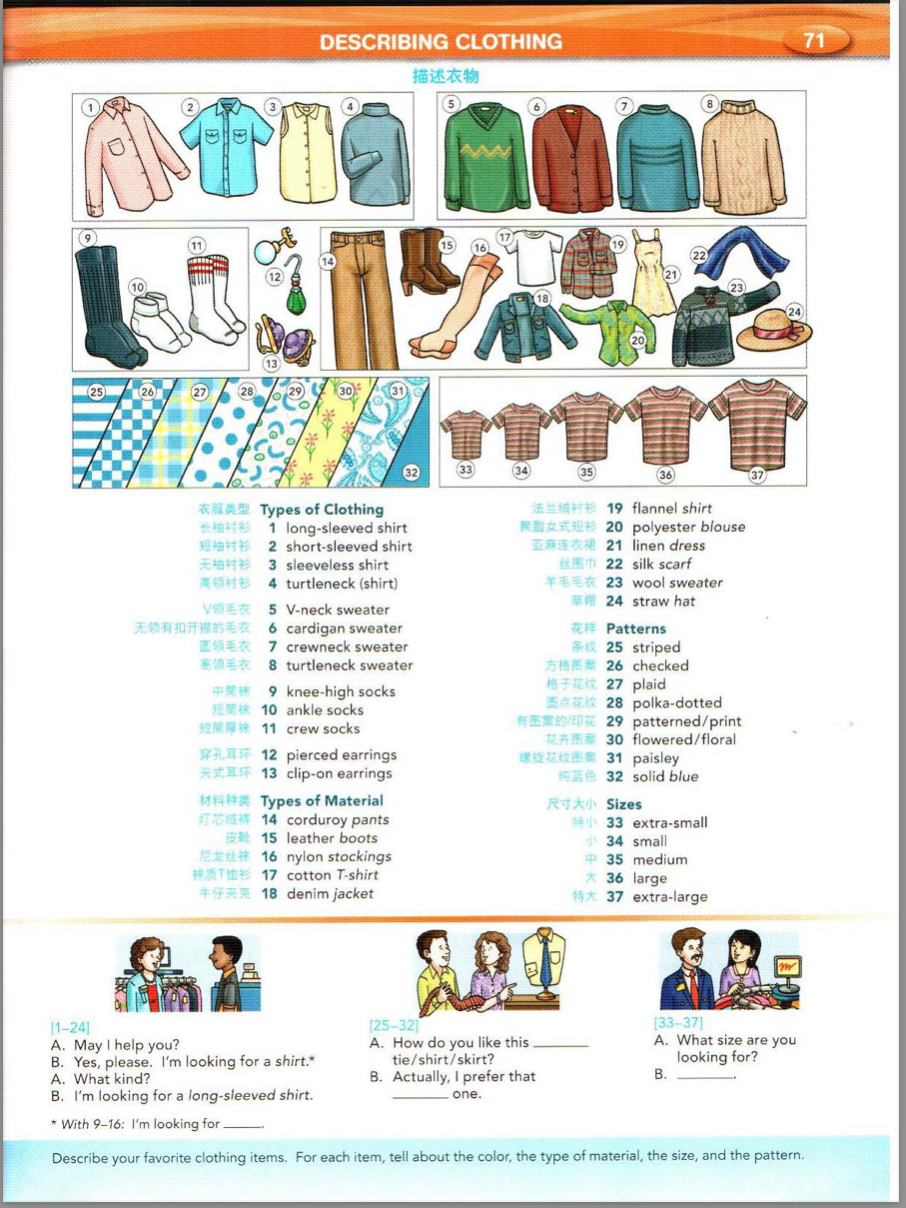 DESCRIBING CLOTHING
71
描述衣物
1
2
3
4
5
6
7
8
9
10
11
12
13
14
15
16
17
18
19
20
21
22
23
24
25
26
27
28
29
30
31
32
33
34
35
36
37
衣服类型 Types of Clothing
长袖衬衫 1 long-sleeved shirt
短袖衬衫 2 short-sleeved shirt
无袖衬衫 3 sleeveless shirt
高领衬衫 4 turtleneck (shirt)
V领毛衣 5 V-neck sweater
无领有扣开襟的毛衣 6 cardigan sweater
圆领毛衣 7 crewneck sweater
高领毛衣 8 turtleneck sweater
中筒袜 9 knee-high socks
短筒袜 10 ankle socks
短筒厚袜 11 crew socks
穿孔耳环 12 pierced earrings
夹式耳环 13 clip-on earrings
材料种类 Types of Material
灯芯绒裤 14 corduroy pants
皮靴 15 leather boots
尼龙丝袜 16 nylon stockings
棉质T恤衫 17 cotton T-shirt
牛仔夹克 18 denim jacket
法兰绒衬衫 19 flannel shirt
聚酯女式短衫 20 polyester blouse
亚麻连衣裙 21 linen dress
丝围巾 22 silk scarf
羊毛毛衣 23 wool sweater
草帽 24 straw hat
花样 Patterns
条纹 25 striped
方格图案 26 checked
格子花纹 27 plaid
圆点花纹 28 polka-dotted
有图案的/印花 29 patterned/print
花卉图案 30 flowered/floral
螺旋花纹图案 31 paisley
纯蓝色 32 solid blue
尺寸大小 Sizes
特小 33 extra-small
小 34 small
中 35 medium
大 36 large
特大 37 extra-large
[1–24]
A. May I help you?
B. Yes, please. I'm looking for a shirt.*
A. What kind?
B. I'm looking for a long-sleeved shirt.
* With 9–16: I'm looking for _____.
[25–32]
A. How do you like this ________
tie/shirt/skirt?
B. Actually, I prefer that
________ one.
[33–37]
A. What size are you
looking for?
B. ________.
Describe your favorite clothing items. For each item, tell about the color, the type of material, the size, and the pattern.